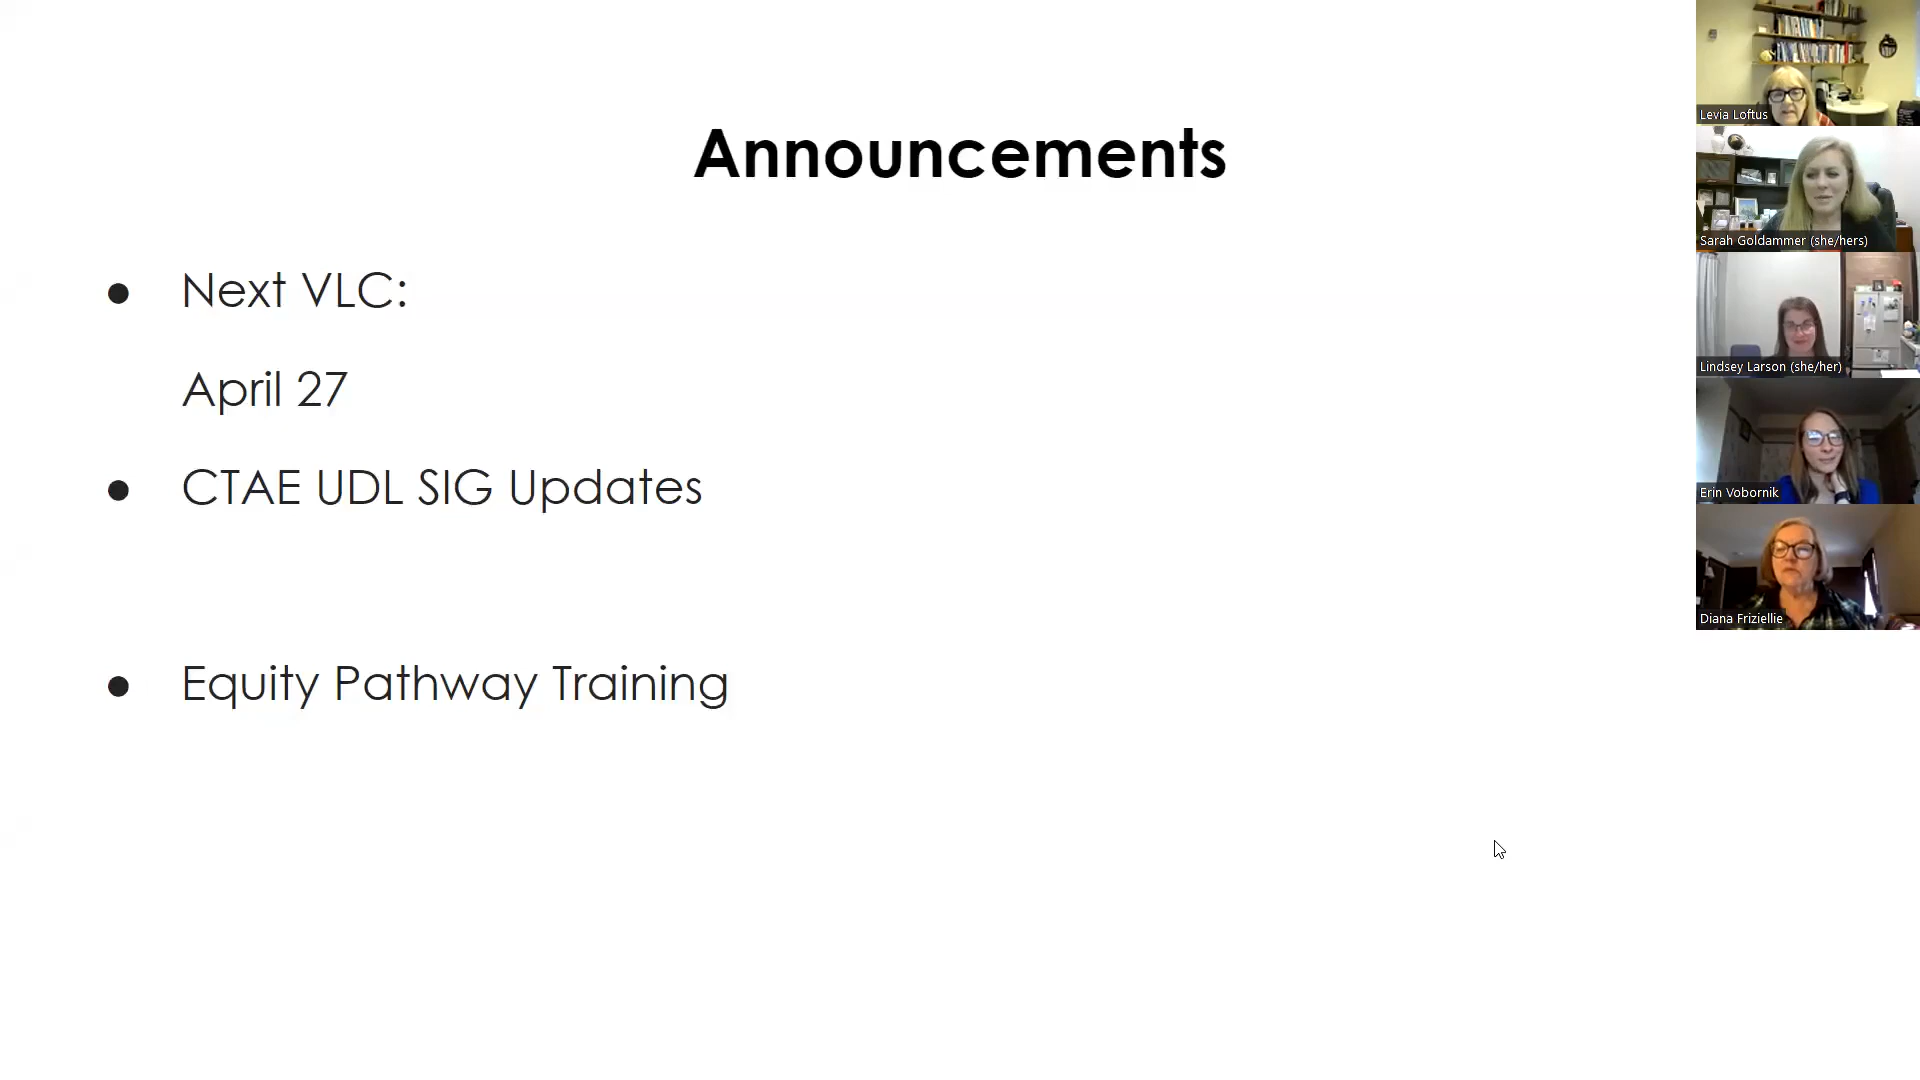 Announcements
● Next VLC:
April 27
● CTAE UDL SIG Updates
● Equity Pathway Training
Levia Loftus
Sarah Goldammer (she/hers)
Lindsey Larson (she/her)
Erin Vobornik
Diana Friziellie